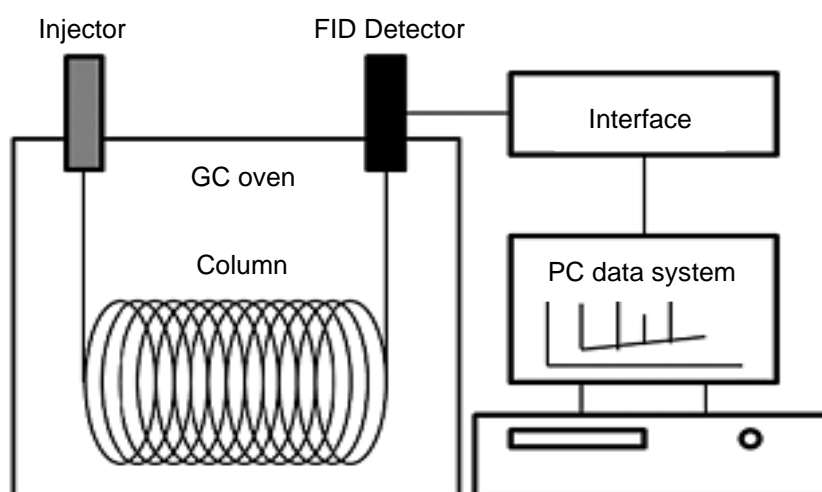 Injector
FID Detector
Interface
GC oven
Column
PC data system